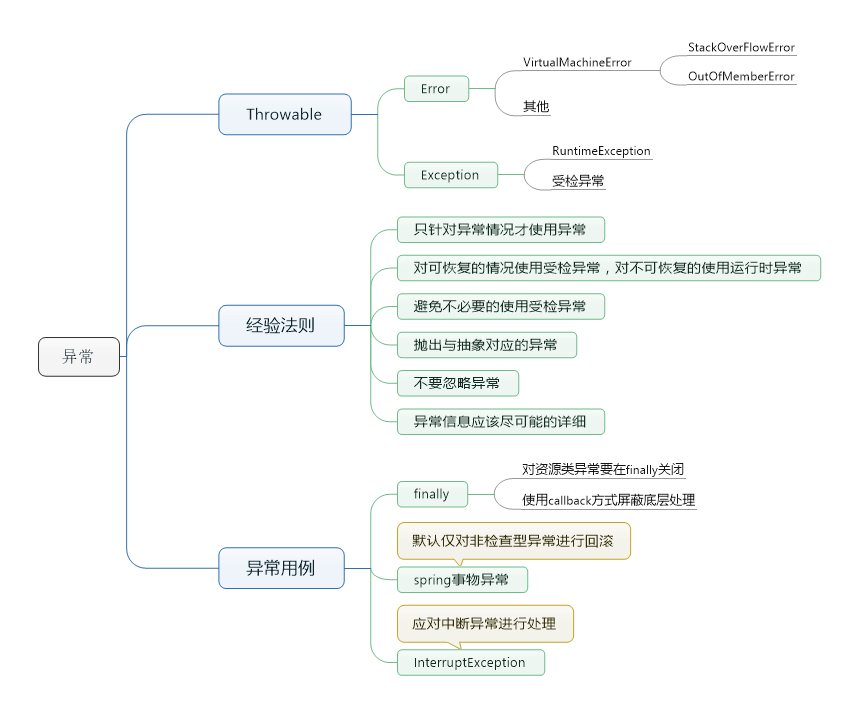 异常
Throwable
Error
VirtualMachineError
StackOverFlowError
OutOfMemberError
其他
Exception
RuntimeException
受检异常
经验法则
只针对异常情况才使用异常
对可恢复的情况使用受检异常，对不可恢复的使用运行时异常
避免不必要的使用受检异常
抛出与抽象对应的异常
不要忽略异常
异常信息应该尽可能的详细
异常用例
finally
对资源类异常要在finally关闭
使用callback方式屏蔽底层处理
默认仅对非检查型异常进行回滚
spring事物异常
应对中断异常进行处理
InterruptException